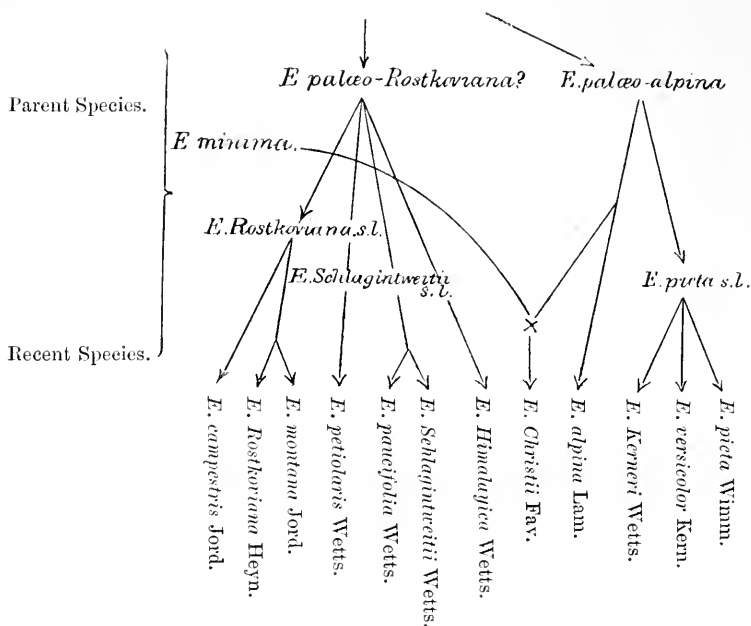 E palæo-Rostkoviana?
E. palæo-alpina
Parent Species.
E minima.
E. Rostkoviana. s.l.
E. Schlagintweitii
s. l.
E. picta s. l.
×
Recent Species.
E. campestris Jord.
E. Rostkoriana Heyn.
E. montana Jord.
E. petiolaris Wetts.
E. paucifolia Wetts.
E. Schlagintweitii Wetts.
E. Himalayica Wetts.
E. Christii Fav.
E. alpina Lam.
E. Kerneri Wetts.
E. versicolor Kern.
E. picta Wimm.